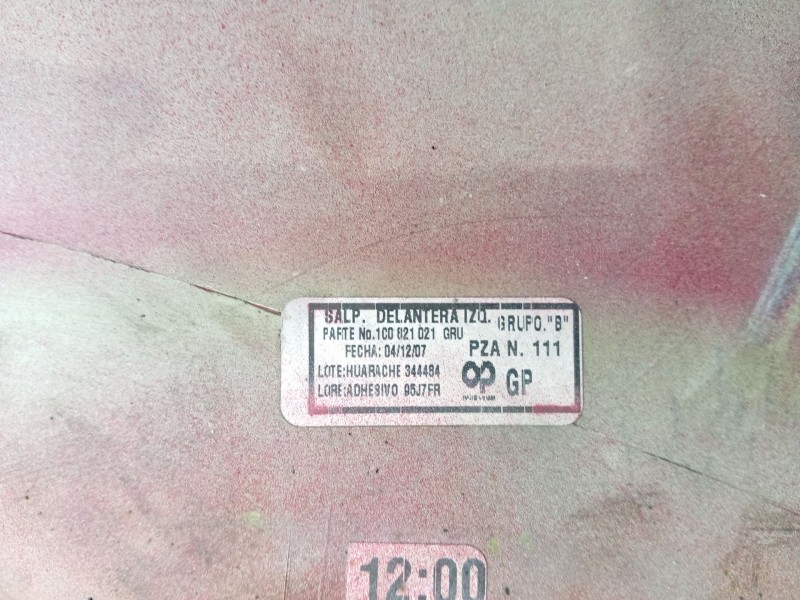 SALP. DELANTERA IZQ. GRUPO."B"
PARTE No.1C0 821 021 GRU
FECHA: 04/12/07 PZA N. 111
LOTE:HUARACHE 344484
LORE:ADHESIVO 95J7FR GP
12:00